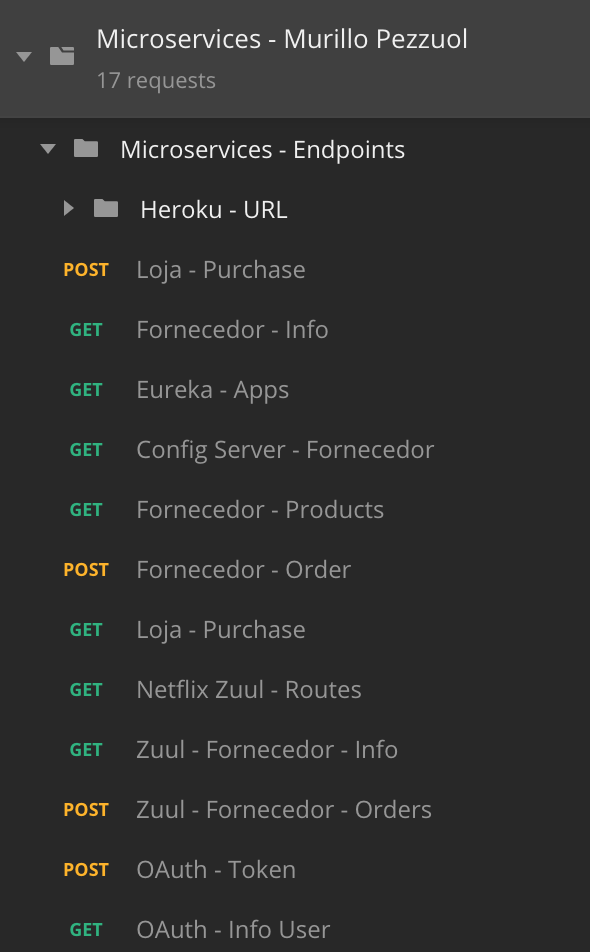 Microservices - Murillo Pezzuol
17 requests
Microservices - Endpoints
Heroku - URL
POST Loja - Purchase
GET Fornecedor - Info
GET Eureka - Apps
GET Config Server - Fornecedor
GET Fornecedor - Products
POST Fornecedor - Order
GET Loja - Purchase
GET Netflix Zuul - Routes
GET Zuul - Fornecedor - Info
POST Zuul - Fornecedor - Orders
POST OAuth - Token
GET OAuth - Info User